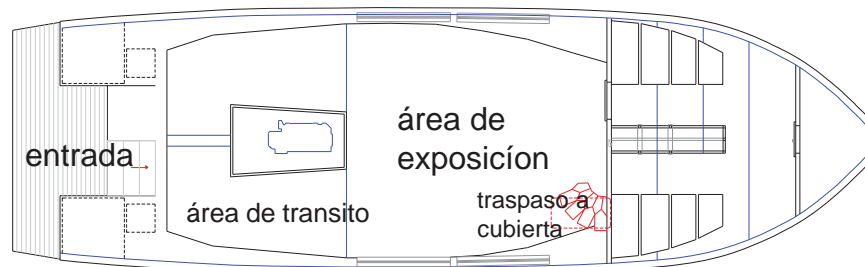 entrada
área de transito
área de
exposicíon
traspaso a
cubierta